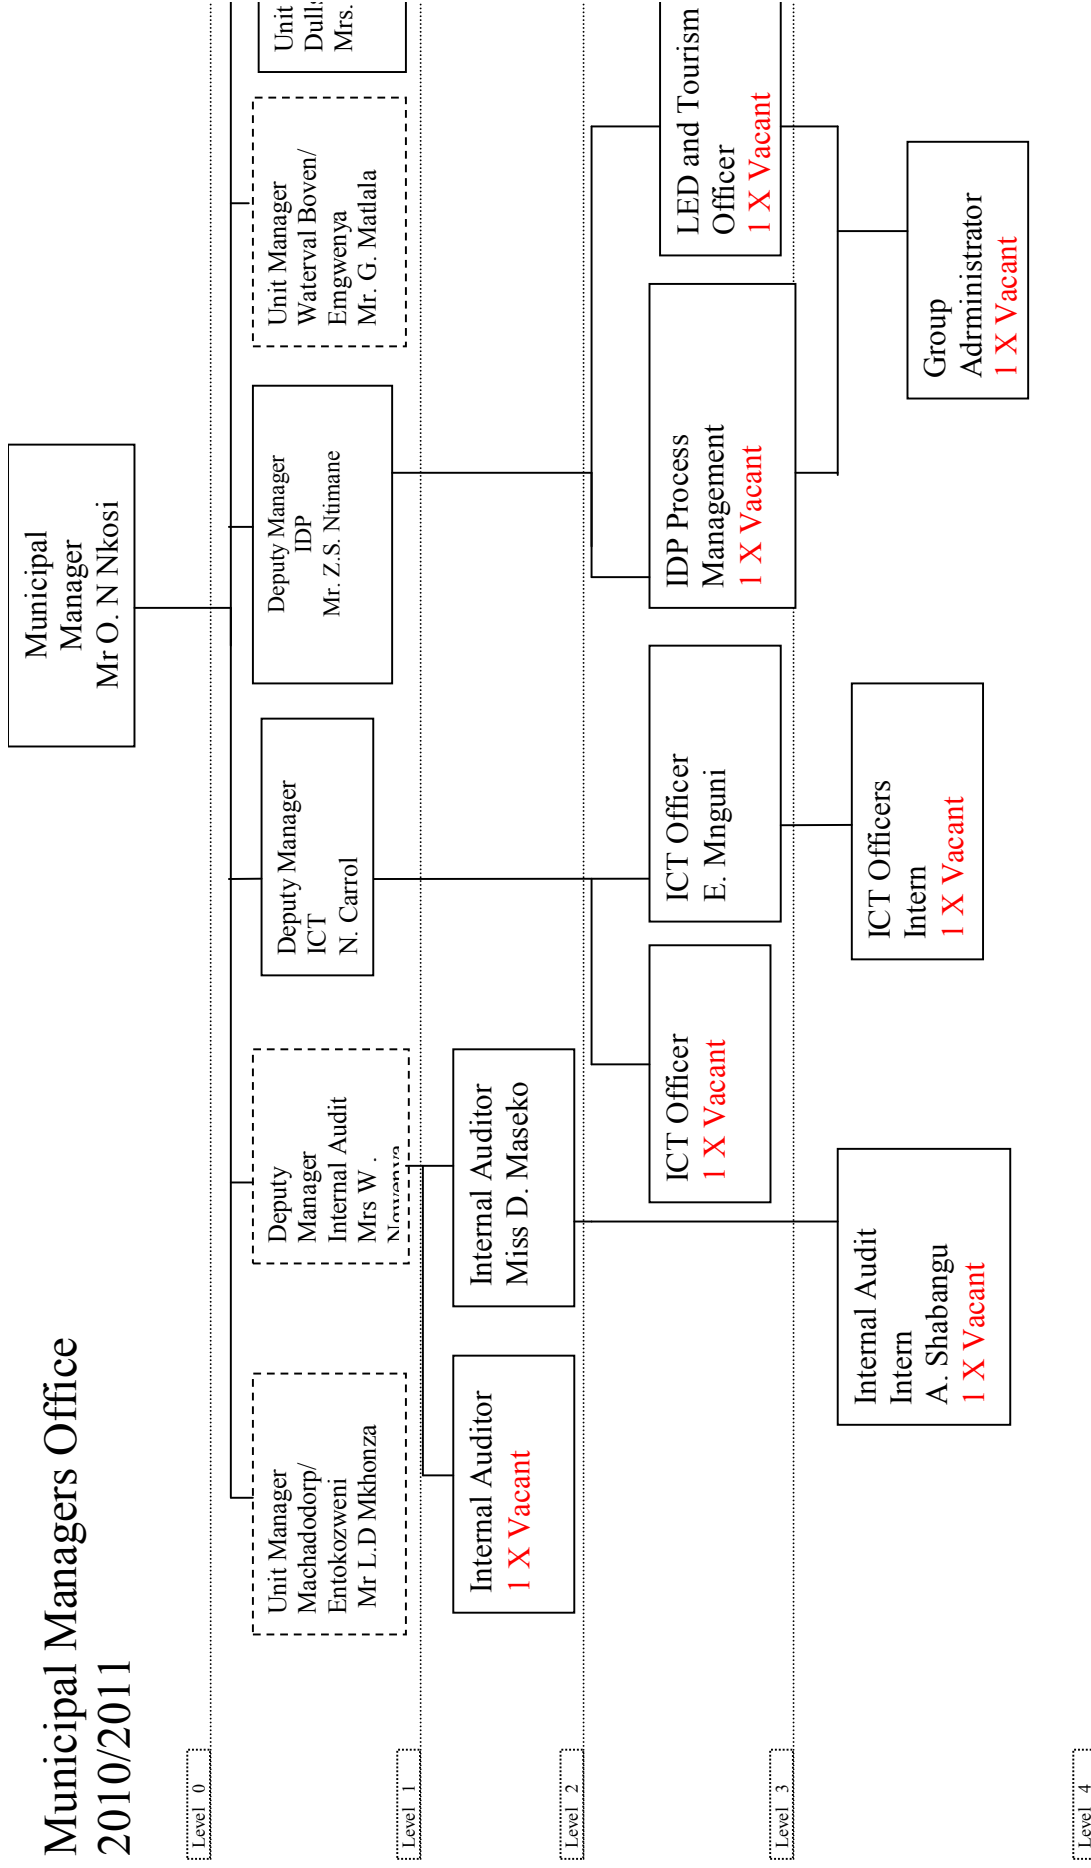 Municipal Managers Office
2010/2011
Municipal
Manager
Mr O. N Nkosi
Level 0
Unit Manager
Machadodorp/
Entokozweni
Mr L.D Mkhonza
Deputy
Manager
Internal Audit
Mrs W .
Deputy Manager
ICT
N. Carrol
Deputy Manager
IDP
Mr. Z.S. Ntimane
Unit Manager
Waterval Boven/
Emgwenya
Mr. G. Matlala
Unit
Mrs.
Level 1
Internal Auditor
1 X Vacant
Internal Auditor
Miss D. Maseko
Level 2
ICT Officer
1 X Vacant
ICT Officer
E. Mnguni
IDP Process
Management
1 X Vacant
LED and Tourism
Officer
1 X Vacant
Level 3
Internal Audit
Intern
A. Shabangu
1 X Vacant
ICT Officers
Intern
1 X Vacant
Group
Adrministrator
1 X Vacant
Level 4